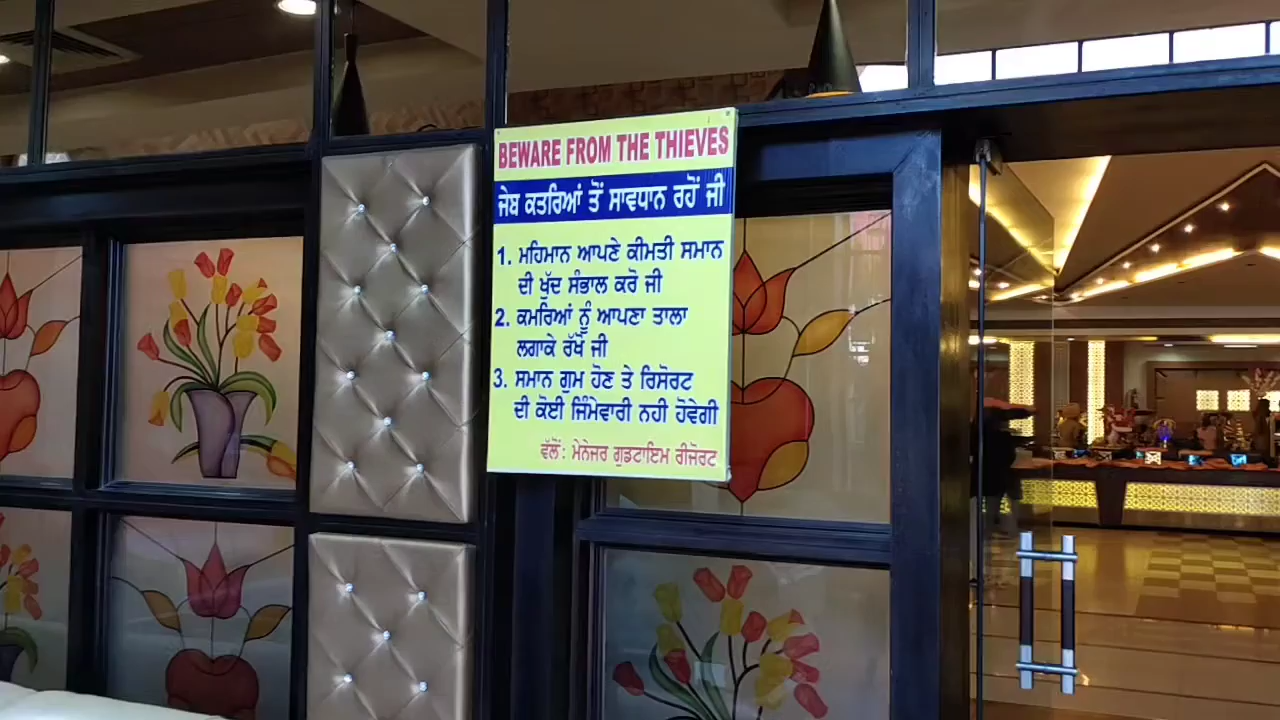 BEWARE FROM THE THIEVES
ਜੇਬ ਕਤਰਿਆਂ ਤੋਂ ਸਾਵਧਾਨ ਰਹੋਂ ਜੀ
1. ਮਹਿਮਾਨ ਆਪਣੇ ਕੀਮਤੀ ਸਮਾਨ
ਦੀ ਖੁੱਦ ਸੰਭਾਲ ਕਰੋ ਜੀ
2. ਕਮਰਿਆਂ ਨੂੰ ਆਪਣਾ ਤਾਲਾ
ਲਗਾਕੇ ਰੱਖੋਂ ਜੀ
3. ਸਮਾਨ ਗੁਮ ਹੋਣ ਤੇ ਰਿਸੋਰਟ
ਦੀ ਕੋਈ ਜਿੰਮੇਵਾਰੀ ਨਹੀ ਹੋਵੇਗੀ
ਵੱਲੋਂ: ਮੇਨੇਜਰ ਗੁਡਟਾਇਮ ਰੀਜੋਰਟ